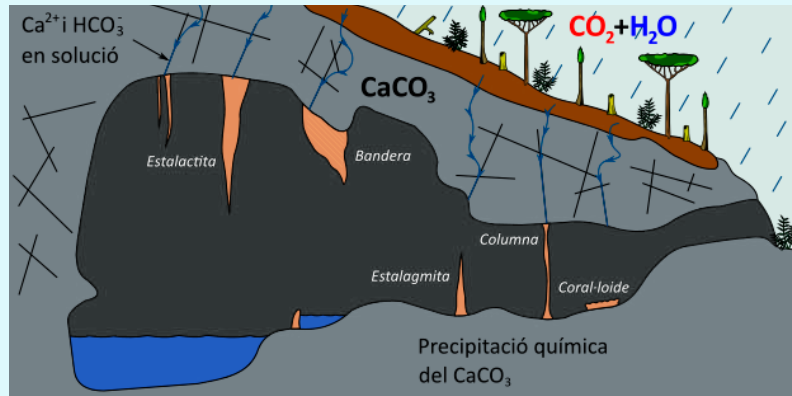 Ca²⁺ i HCO₃⁻
en solució
CO₂+H₂O
CaCO₃
Estalactita
Bandera
Columna
Estalagmita
Coral·loide
Precipitació química
del CaCO₃